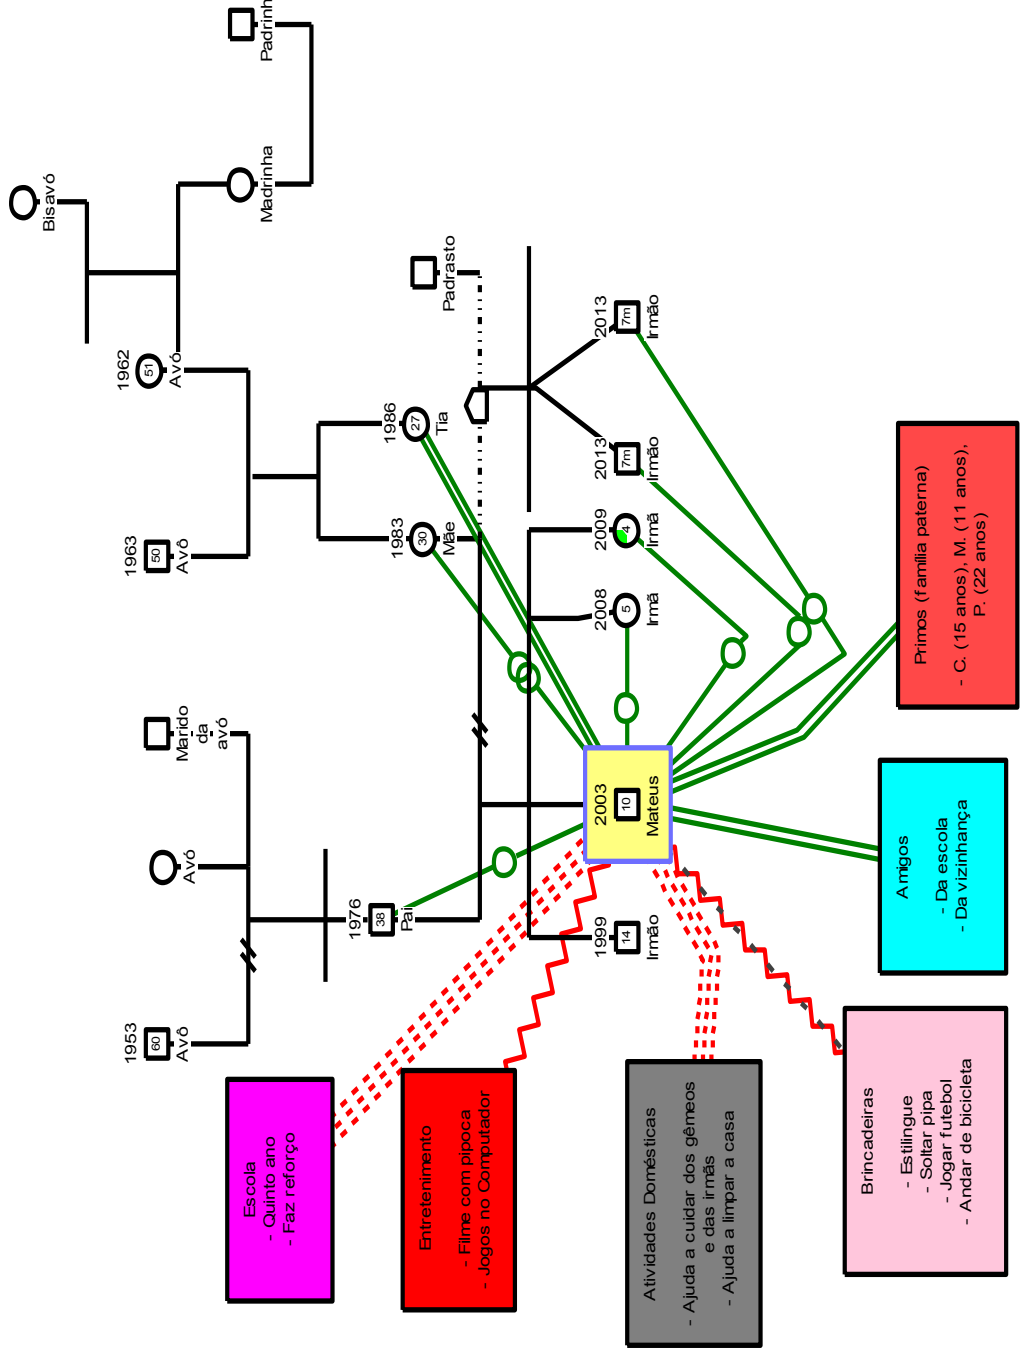 Bisavó
Padrinh
Madrinha
1953
60
Avô
Avó
Marido
da
avó
1963
50
Avô
1962
51
Avó
1976
38
Pai
1983
30
Mãe
1986
27
Tia
Padrasto
1999
14
Irmão
2003
10
Mateus
2008
5
Irmã
2009
4
Irmã
2013
7m
Irmão
2013
7m
Irmão
Escola
- Quinto ano
- Faz reforço
Entretenimento
- Filme com pipoca
- Jogos no Computador
Atividades Domésticas
- Ajuda a cuidar dos gêmeos
e das irmãs
- Ajuda a limpar a casa
Brincadeiras
- Estilingue
- Soltar pipa
- Jogar futebol
- Andar de bicicleta
Amigos
- Da escola
- Da vizinhança
Primos (família paterna)
- C. (15 anos), M. (11 anos),
P. (22 anos)